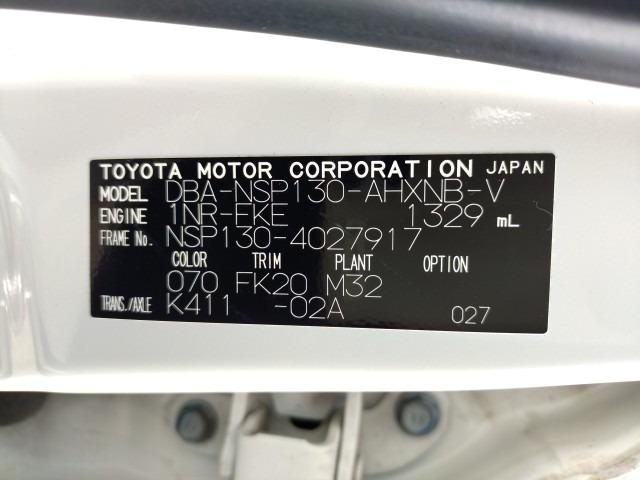 TOYOTA MOTOR CORPORATION JAPAN
MODEL DBA-NSP130-AHXNB-V
ENGINE 1NR-FKE 1329 mL
FRAME No. NSP130-4027917
COLOR TRIM PLANT OPTION
070 FK20 M32
TRANS./AXLE K411 -02A 027